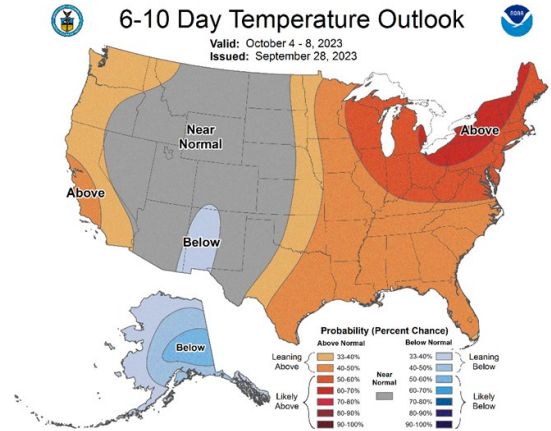 6-10 Day Temperature Outlook
Valid: October 4 - 8, 2023
Issued: September 28, 2023
NOAA
Near
Normal
Above
Above
Below
Below
Probability (Percent Chance)
Above Normal
Below Normal
Leaning
Above
33-40%
40-50%
Likely
Above
50-60%
60-70%
70-80%
80-90%
90-100%
Near
Normal
33-40%
40-50%
Leaning
Below
50-60%
60-70%
70-80%
80-90%
90-100%
Likely
Below